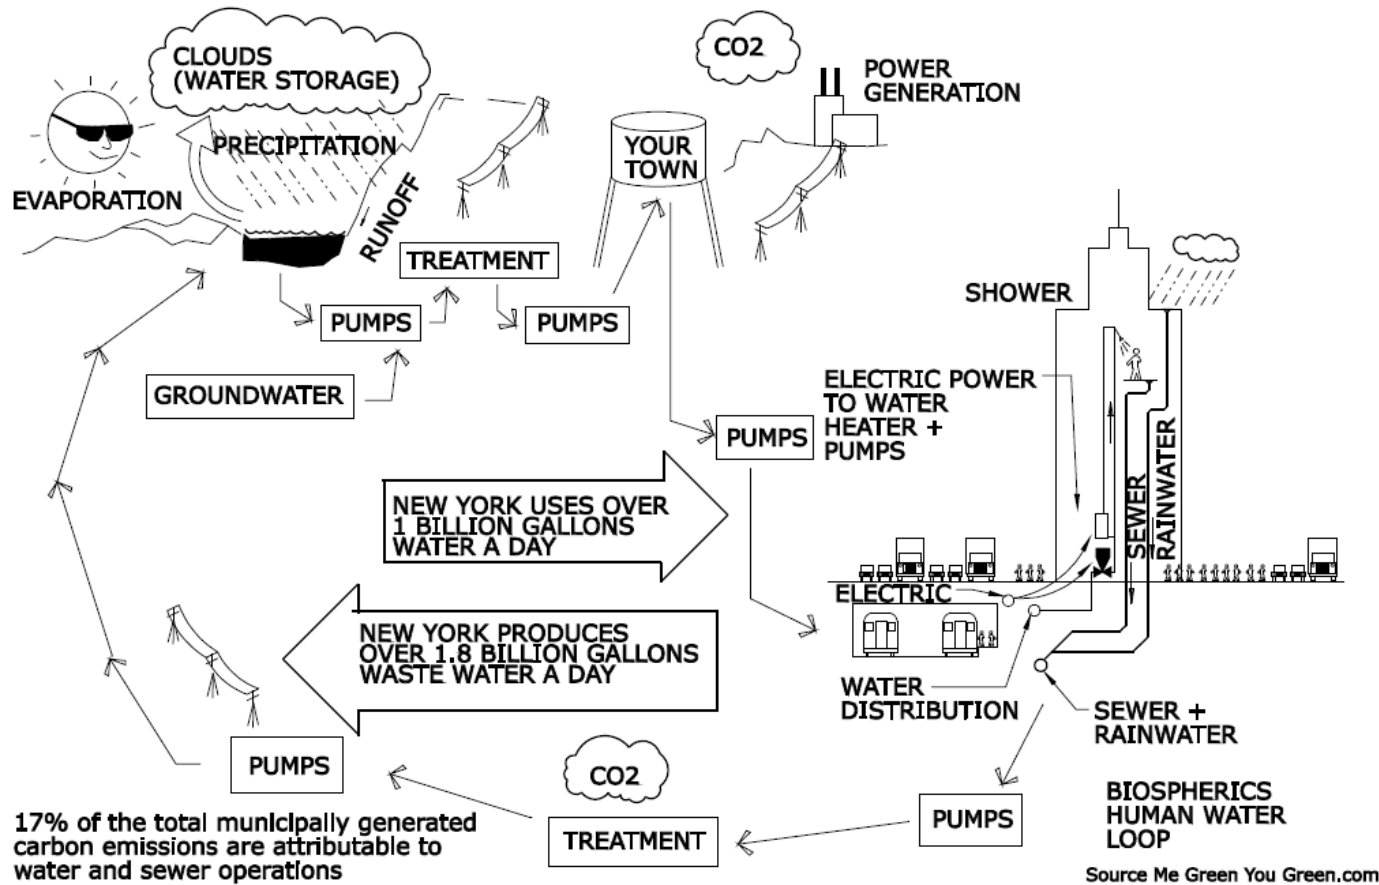 CLOUDS
(WATER STORAGE)
CO2
POWER
GENERATION
PRECIPITATION
YOUR
TOWN
EVAPORATION
RUNOFF
TREATMENT
SHOWER
PUMPS
PUMPS
GROUNDWATER
ELECTRIC POWER
TO WATER
HEATER +
PUMPS
PUMPS
SEWER
RAINWATER
NEW YORK USES OVER
1 BILLION GALLONS
WATER A DAY
ELECTRIC
NEW YORK PRODUCES
OVER 1.8 BILLION GALLONS
WASTE WATER A DAY
WATER
DISTRIBUTION
SEWER +
RAINWATER
PUMPS
CO2
BIOSPHERICS
HUMAN WATER
LOOP
PUMPS
TREATMENT
17% of the total municipally generated
carbon emissions are attributable to
water and sewer operations
Source Me Green You Green.com